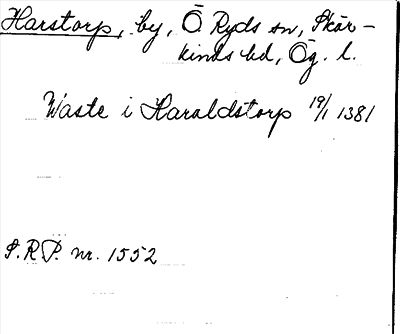 Harstorp, by, Ö Ryds sn, Skär-
kinds hd, Ög. l.
Waste i Haraldstorp 19/1 1381
S.R.P. nr. 1552